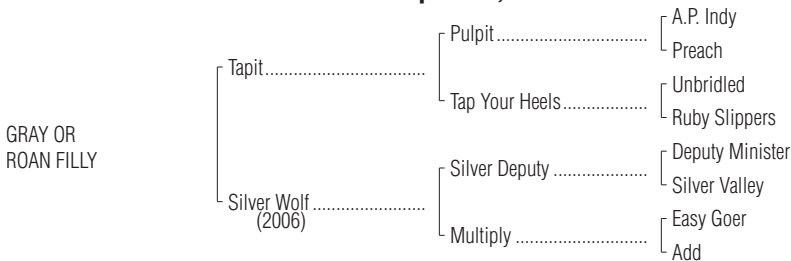 GRAY OR
ROAN FILLY
Tapit
Silver Wolf
(2006)
Pulpit
Tap Your Heels
Silver Deputy
Multiply
A.P. Indy
Preach
Unbridled
Ruby Slippers
Deputy Minister
Silver Valley
Easy Goer
Add